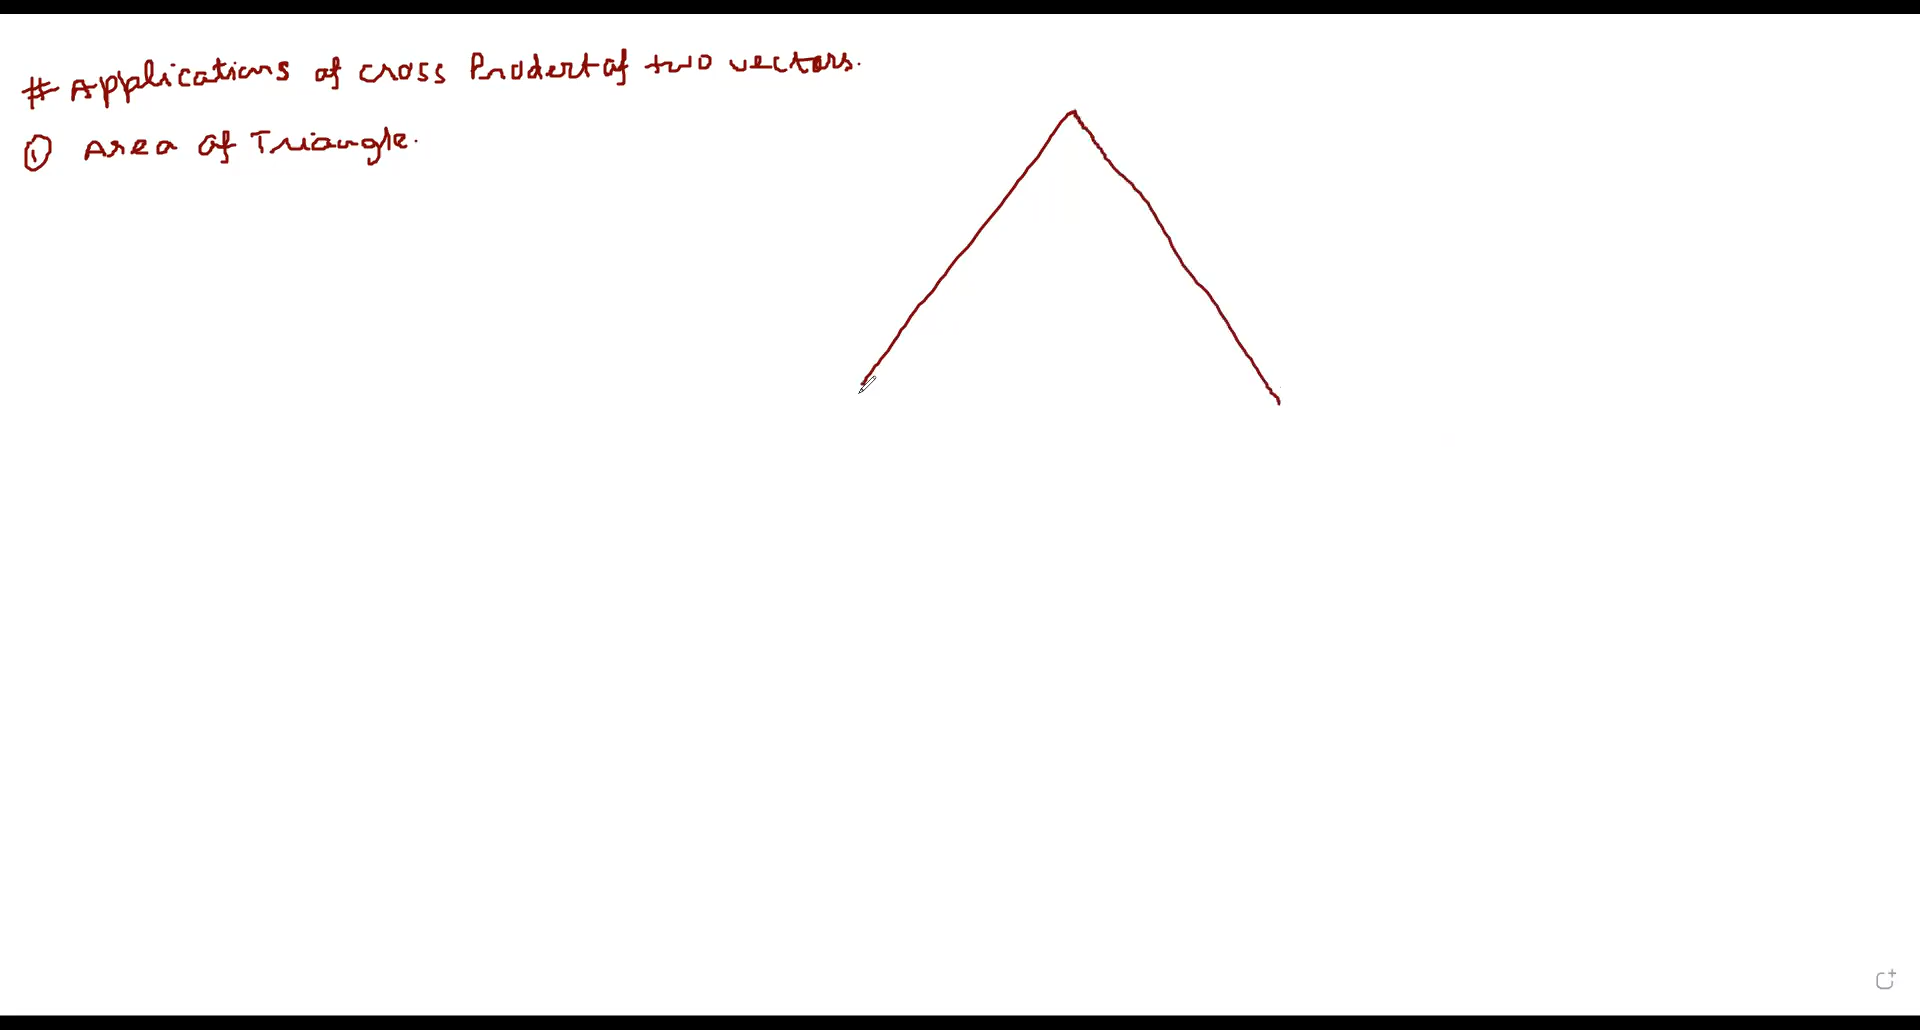 # Applications of cross Product of two vectors.
① Area of Triangle.